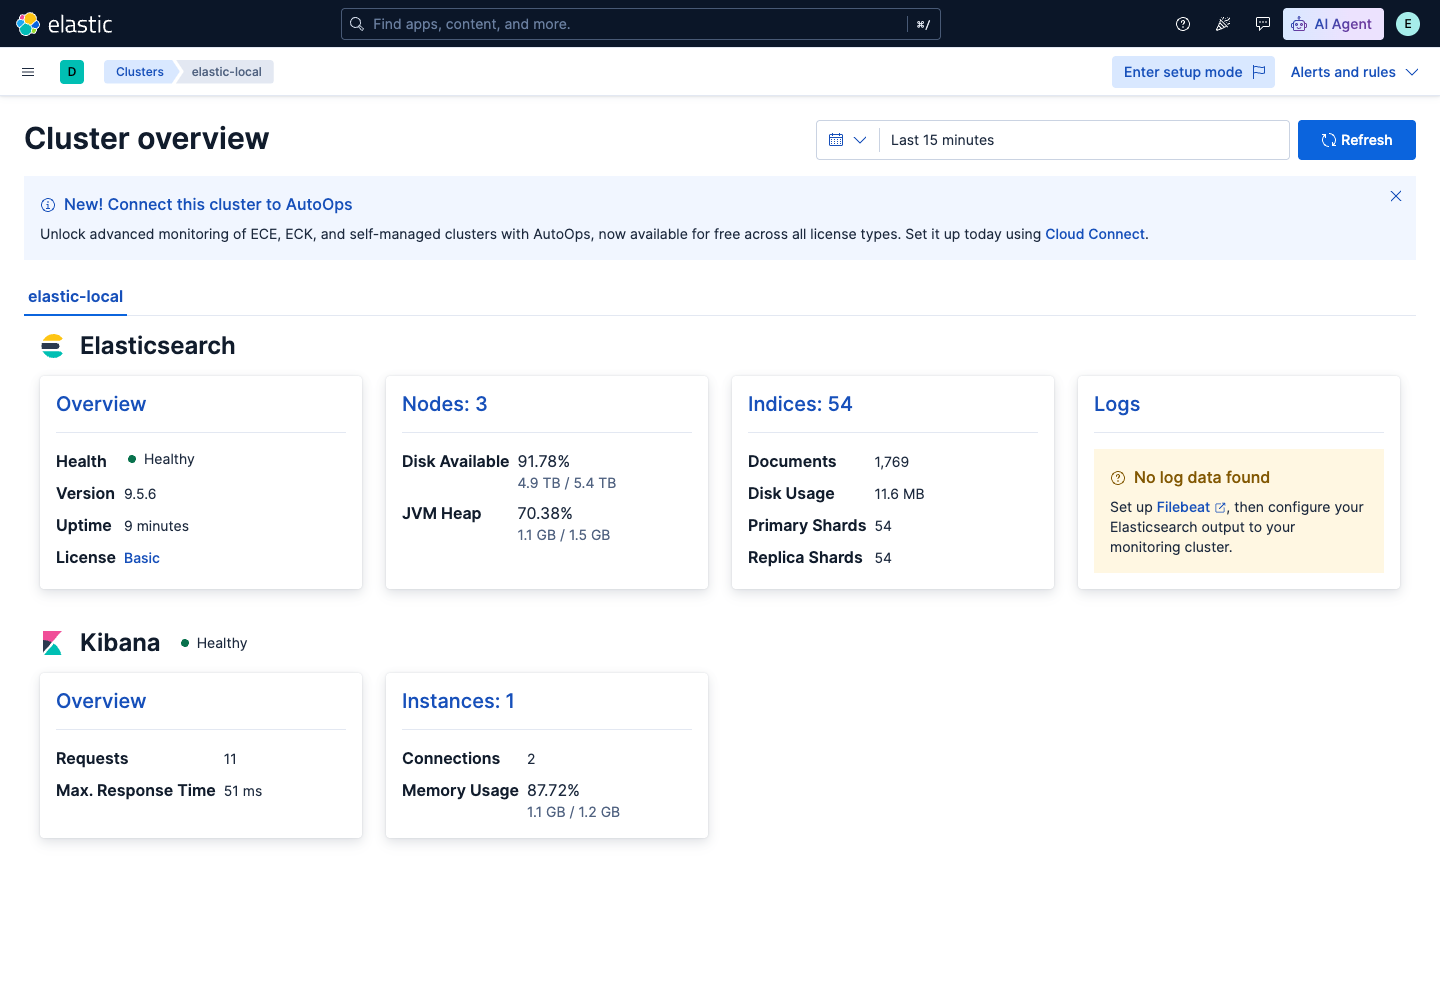 elastic
Find apps, content, and more.
⌘/
AI Agent
E
D
Clusters
elastic-local
Enter setup mode
Alerts and rules
Cluster overview
Last 15 minutes
Refresh
New! Connect this cluster to AutoOps
Unlock advanced monitoring of ECE, ECK, and self-managed clusters with AutoOps, now available for free across all license types. Set it up today using Cloud Connect.
elastic-local
Elasticsearch
Overview
Health Healthy
Version 9.5.6
Uptime 9 minutes
License Basic
Nodes: 3
Disk Available 91.78%
4.9 TB / 5.4 TB
JVM Heap 70.38%
1.1 GB / 1.5 GB
Indices: 54
Documents 1,769
Disk Usage 11.6 MB
Primary Shards 54
Replica Shards 54
Logs
No log data found
Set up Filebeat, then configure your
Elasticsearch output to your
monitoring cluster.
Kibana Healthy
Overview
Requests 11
Max. Response Time 51 ms
Instances: 1
Connections 2
Memory Usage 87.72%
1.1 GB / 1.2 GB